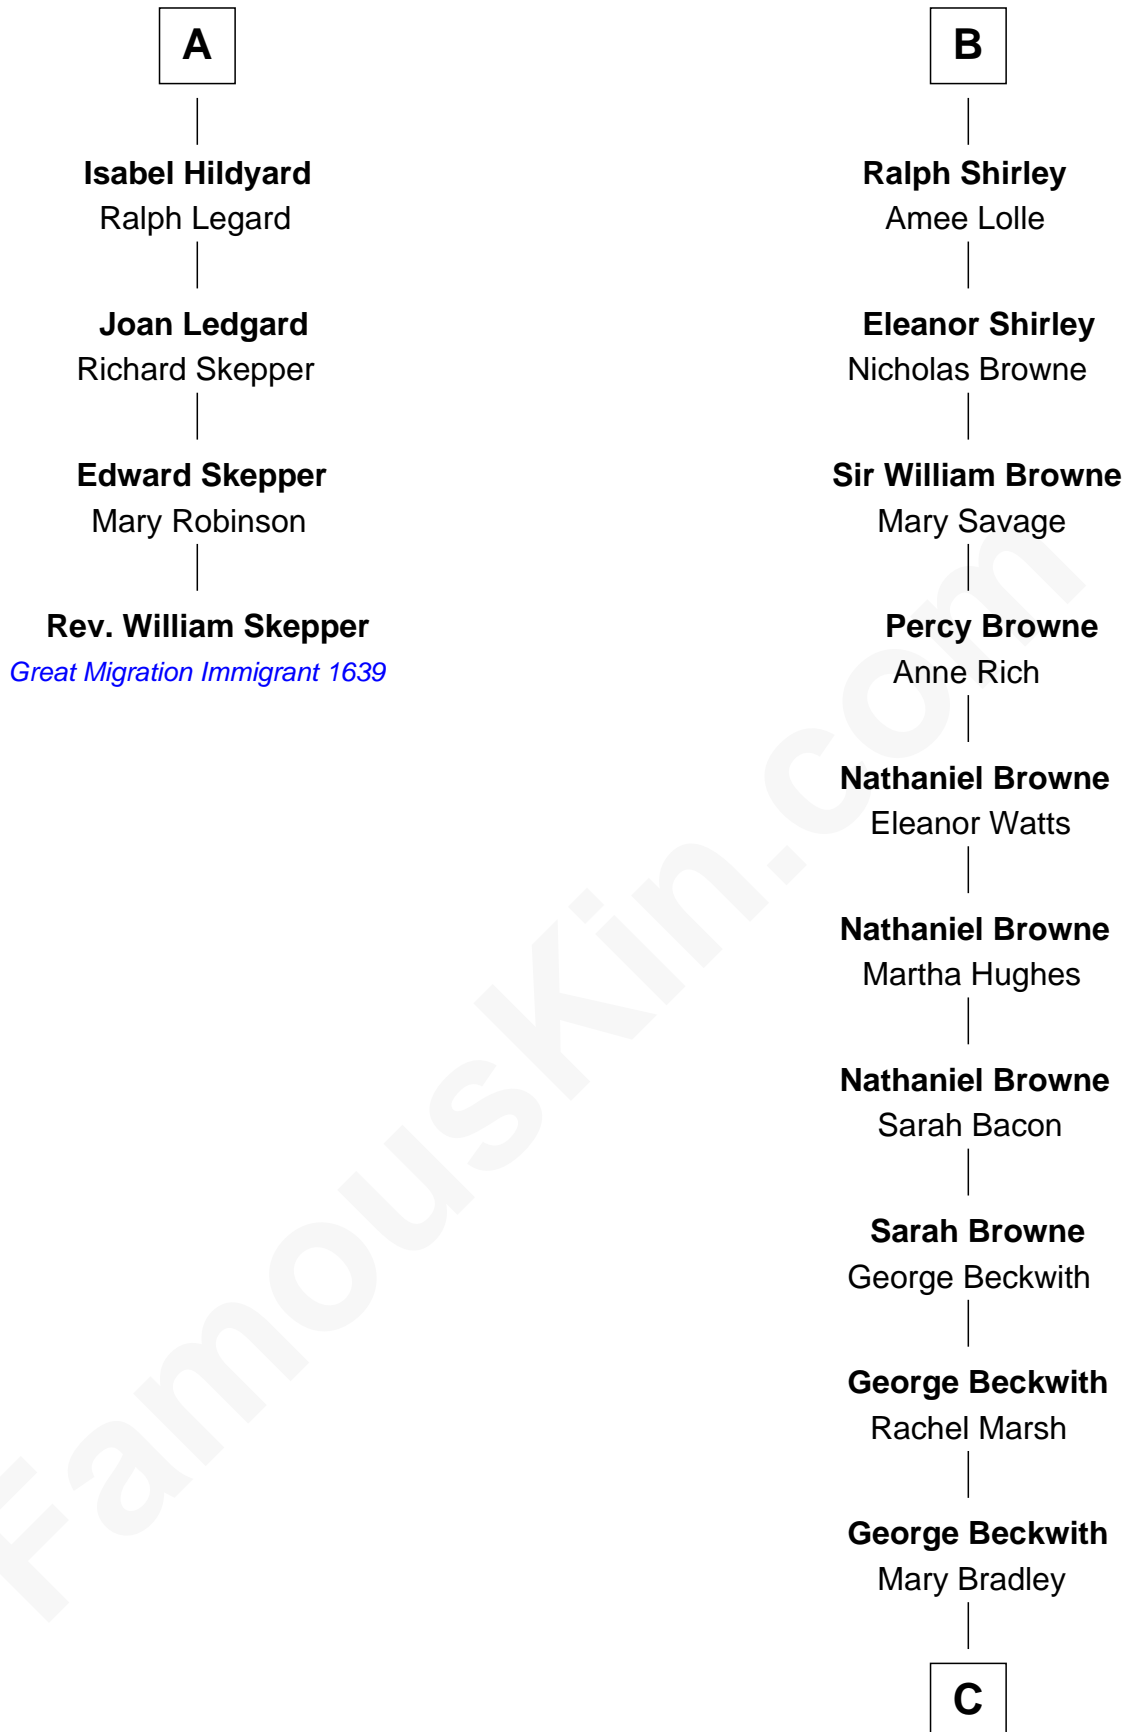 A
Isabel Hildyard
Ralph Legard
Joan Ledgard
Richard Skepper
Edward Skepper
Mary Robinson
Rev. William Skepper
Great Migration Immigrant 1639
B
Ralph Shirley
Amee Lolle
Eleanor Shirley
Nicholas Browne
Sir William Browne
Mary Savage
Percy Browne
Anne Rich
Nathaniel Browne
Eleanor Watts
Nathaniel Browne
Martha Hughes
Nathaniel Browne
Sarah Bacon
Sarah Browne
George Beckwith
George Beckwith
Rachel Marsh
George Beckwith
Mary Bradley
C
FamousKin.com